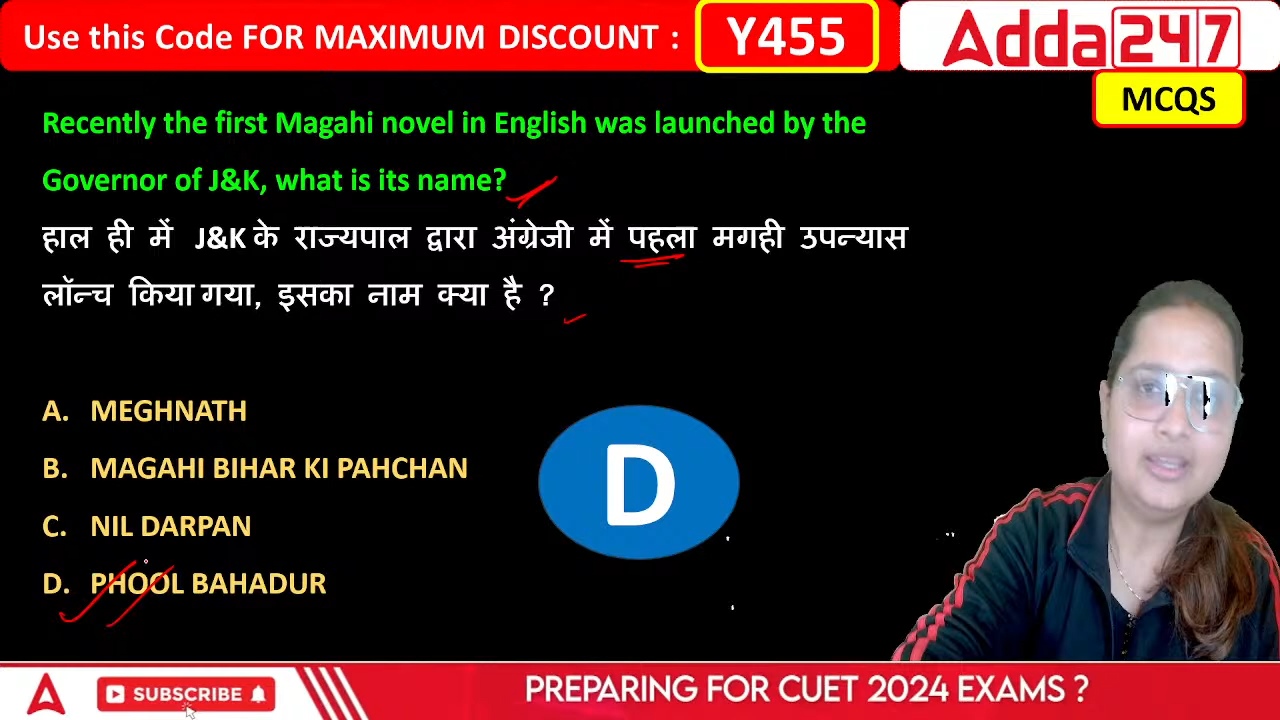 Use this Code FOR MAXIMUM DISCOUNT : Y455 Adda247
MCQS
Recently the first Magahi novel in English was launched by the
Governor of J&K, what is its name?
हाल ही में J&K के राज्यपाल द्वारा अंग्रेजी में पहला मगही उपन्यास
लॉन्च किया गया, इसका नाम क्या है ?
A. MEGHNATH
B. MAGAHI BIHAR KI PAHCHAN
C. NIL DARPAN
D. PHOOL BAHADUR
D
SUBSCRIBE
PREPARING FOR CUET 2024 EXAMS ?